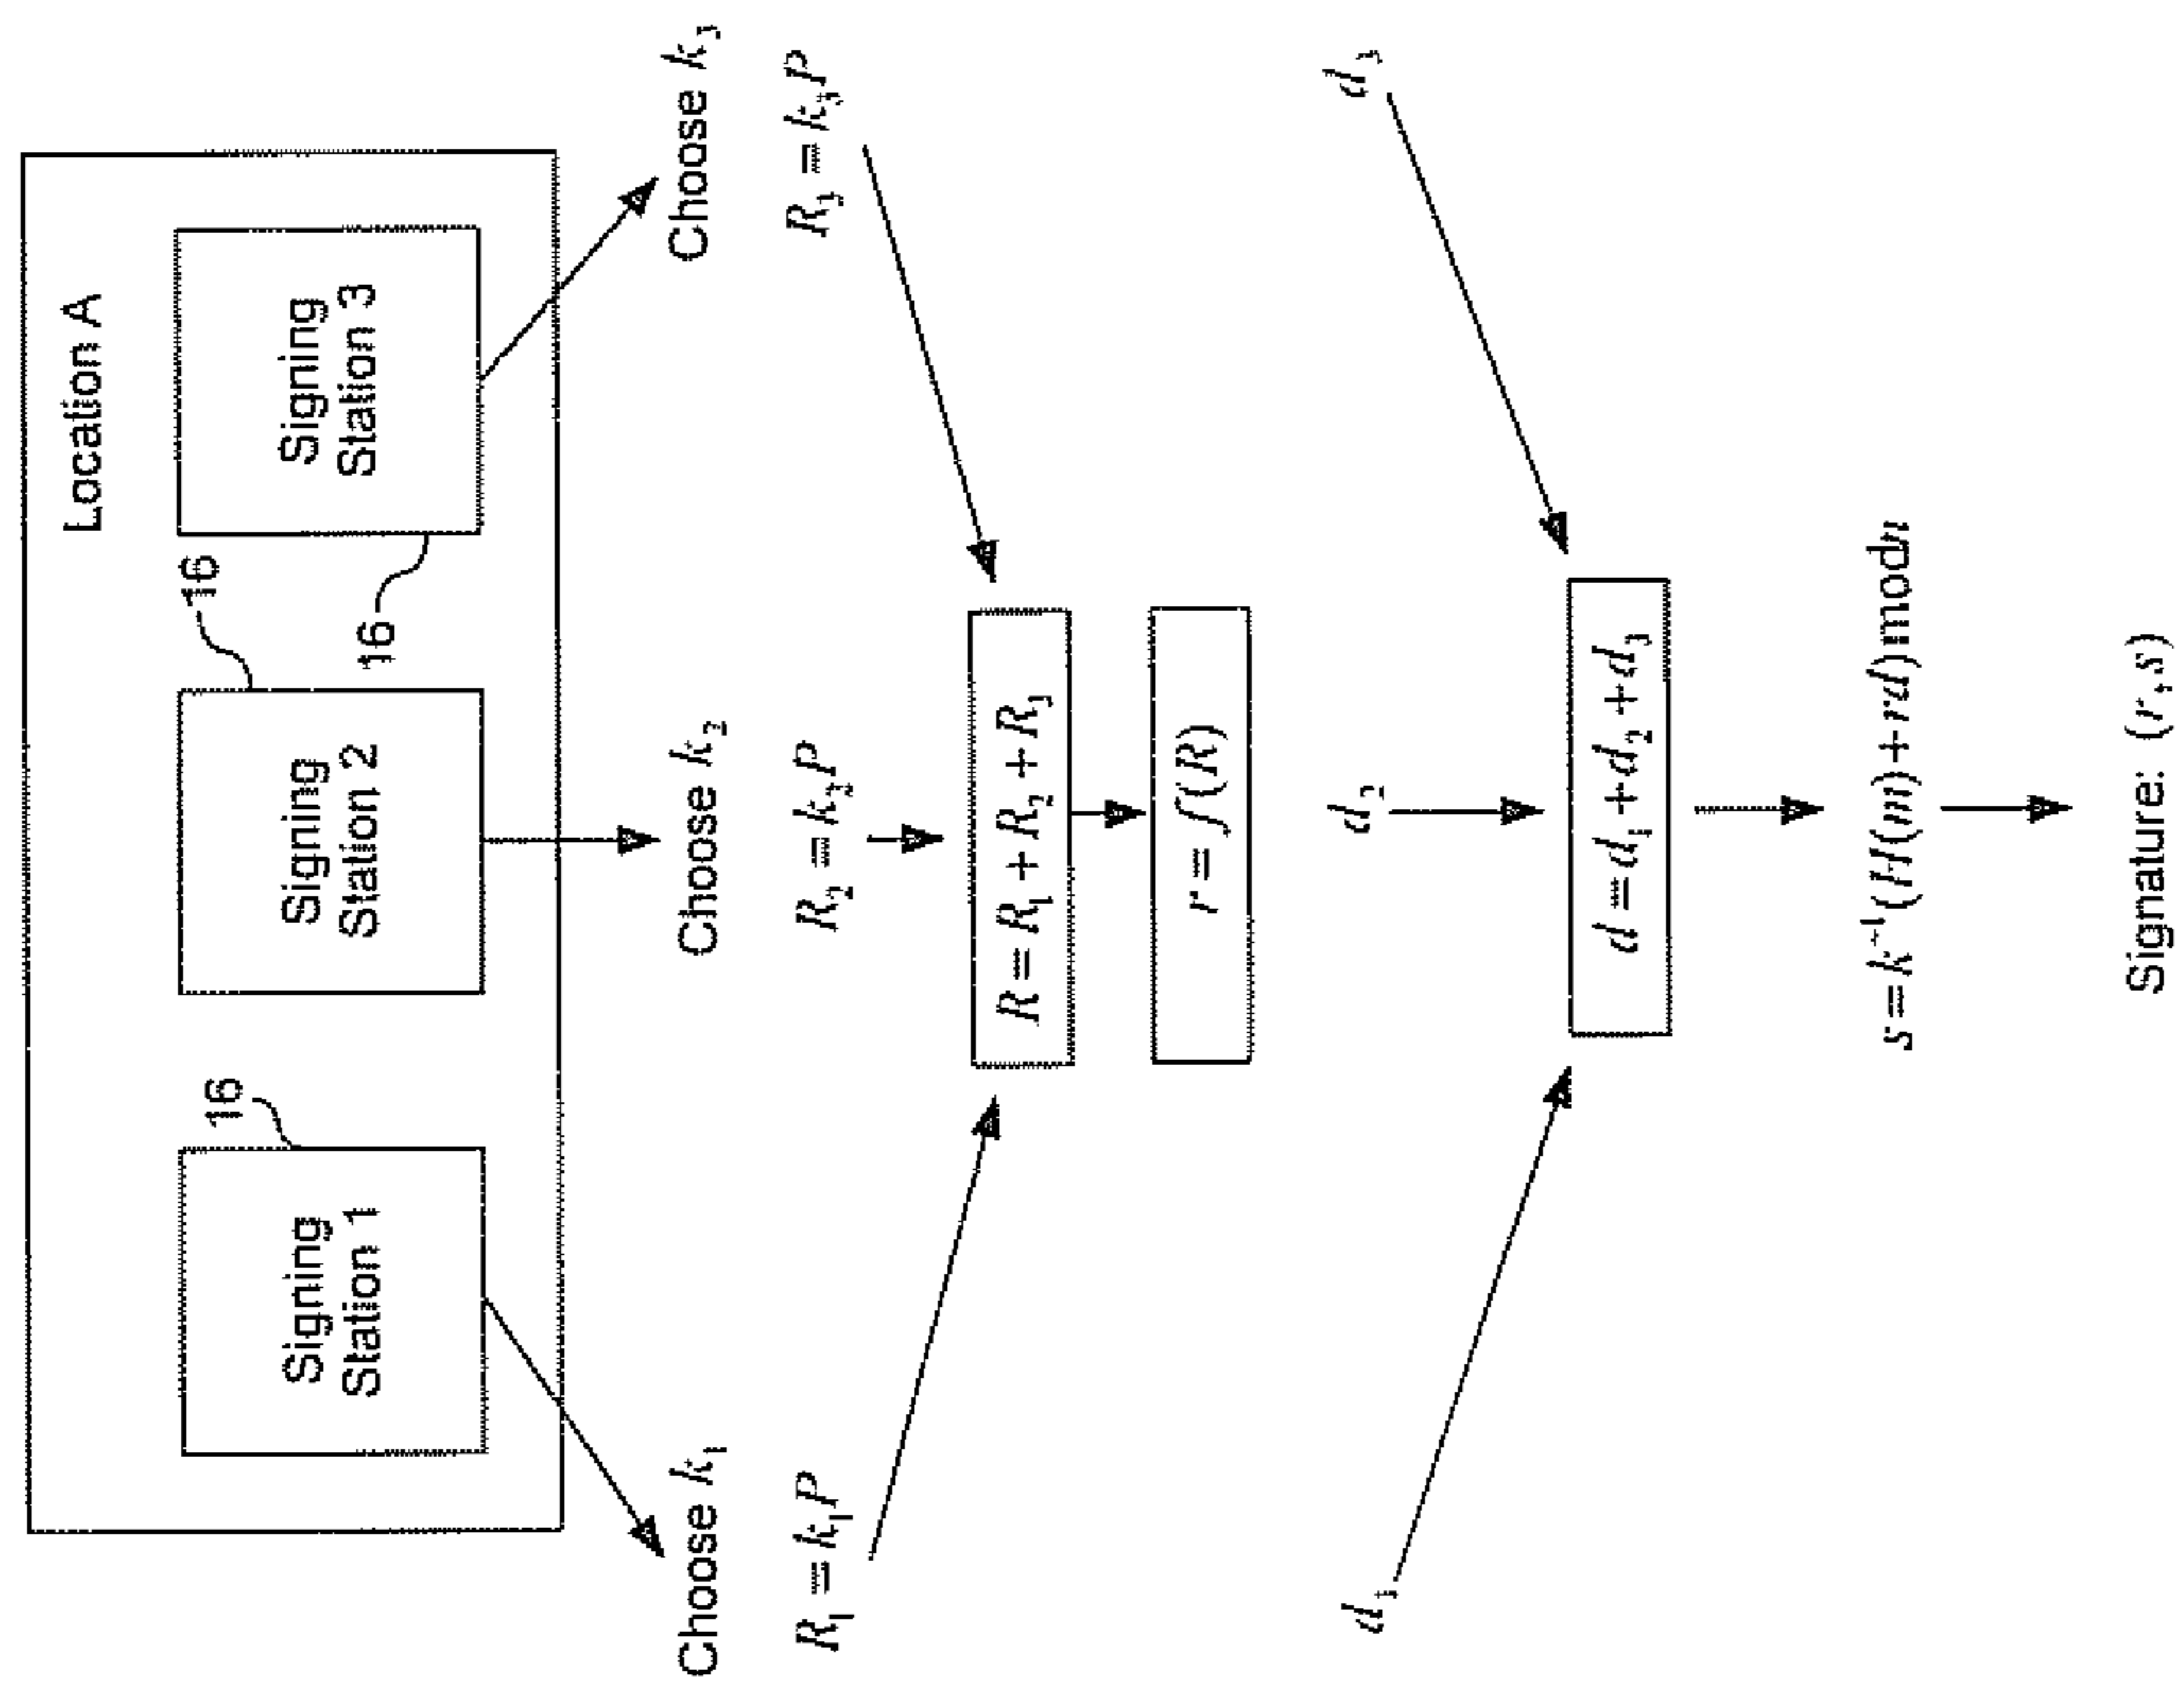 Location A
Signing
Station 1
Signing
Station 2
Signing
Station 3
16
16
16
Choose k₁
Choose k₂
Choose k₃
R₁ = k₁P
R₂ = k₂P
R₃ = k₃P
R = R₁ + R₂ + R₃
r = f(R)
d₁
d₂
d₃
d = d₁ + d₂ + d₃
s = k⁻¹(H(m) + rd) mod n
Signature: (r, s)